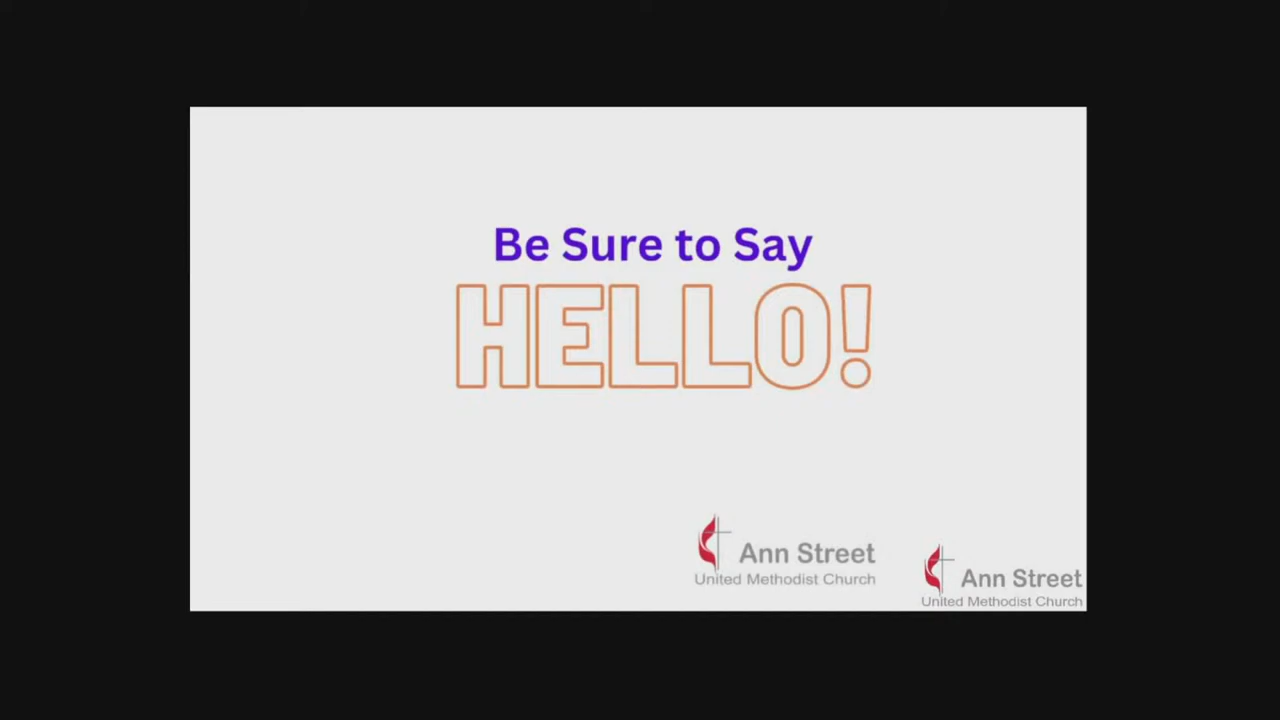 Be Sure to Say
HELLO!
Ann Street
United Methodist Church
Ann Street
United Methodist Church